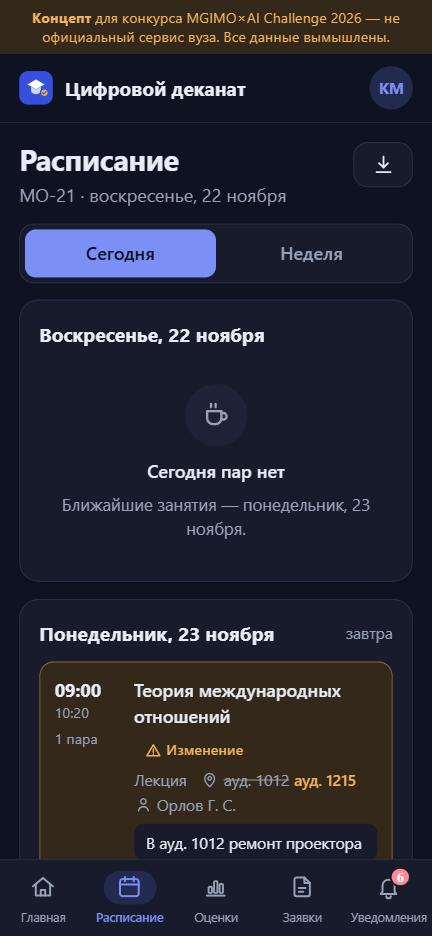 Концепт для конкурса MGIMO×AI Challenge 2026 — не
официальный сервис вуза. Все данные вымышлены.
Цифровой деканат
КМ
Расписание
МО-21 · воскресенье, 22 ноября
Сегодня
Неделя
Воскресенье, 22 ноября
Сегодня пар нет
Ближайшие занятия — понедельник, 23
ноября.
Понедельник, 23 ноября
завтра
09:00
10:20
1 пара
Теория международных
отношений
Изменение
Лекция ауд. 1012 ауд. 1215
Орлов Г. С.
В ауд. 1012 ремонт проектора
6
Главная
Расписание
Оценки
Заявки
Уведомления